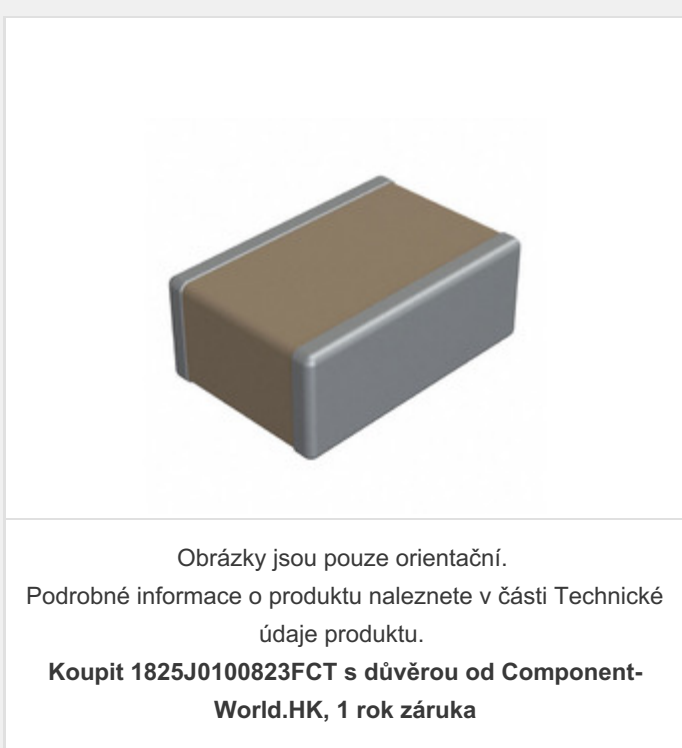 Obrázky jsou pouze orientační.
Podrobné informace o produktu naleznete v části Technické
údaje produktu.
Koupit 1825J0100823FCT s důvěrou od Component-
World.HK, 1 rok záruka